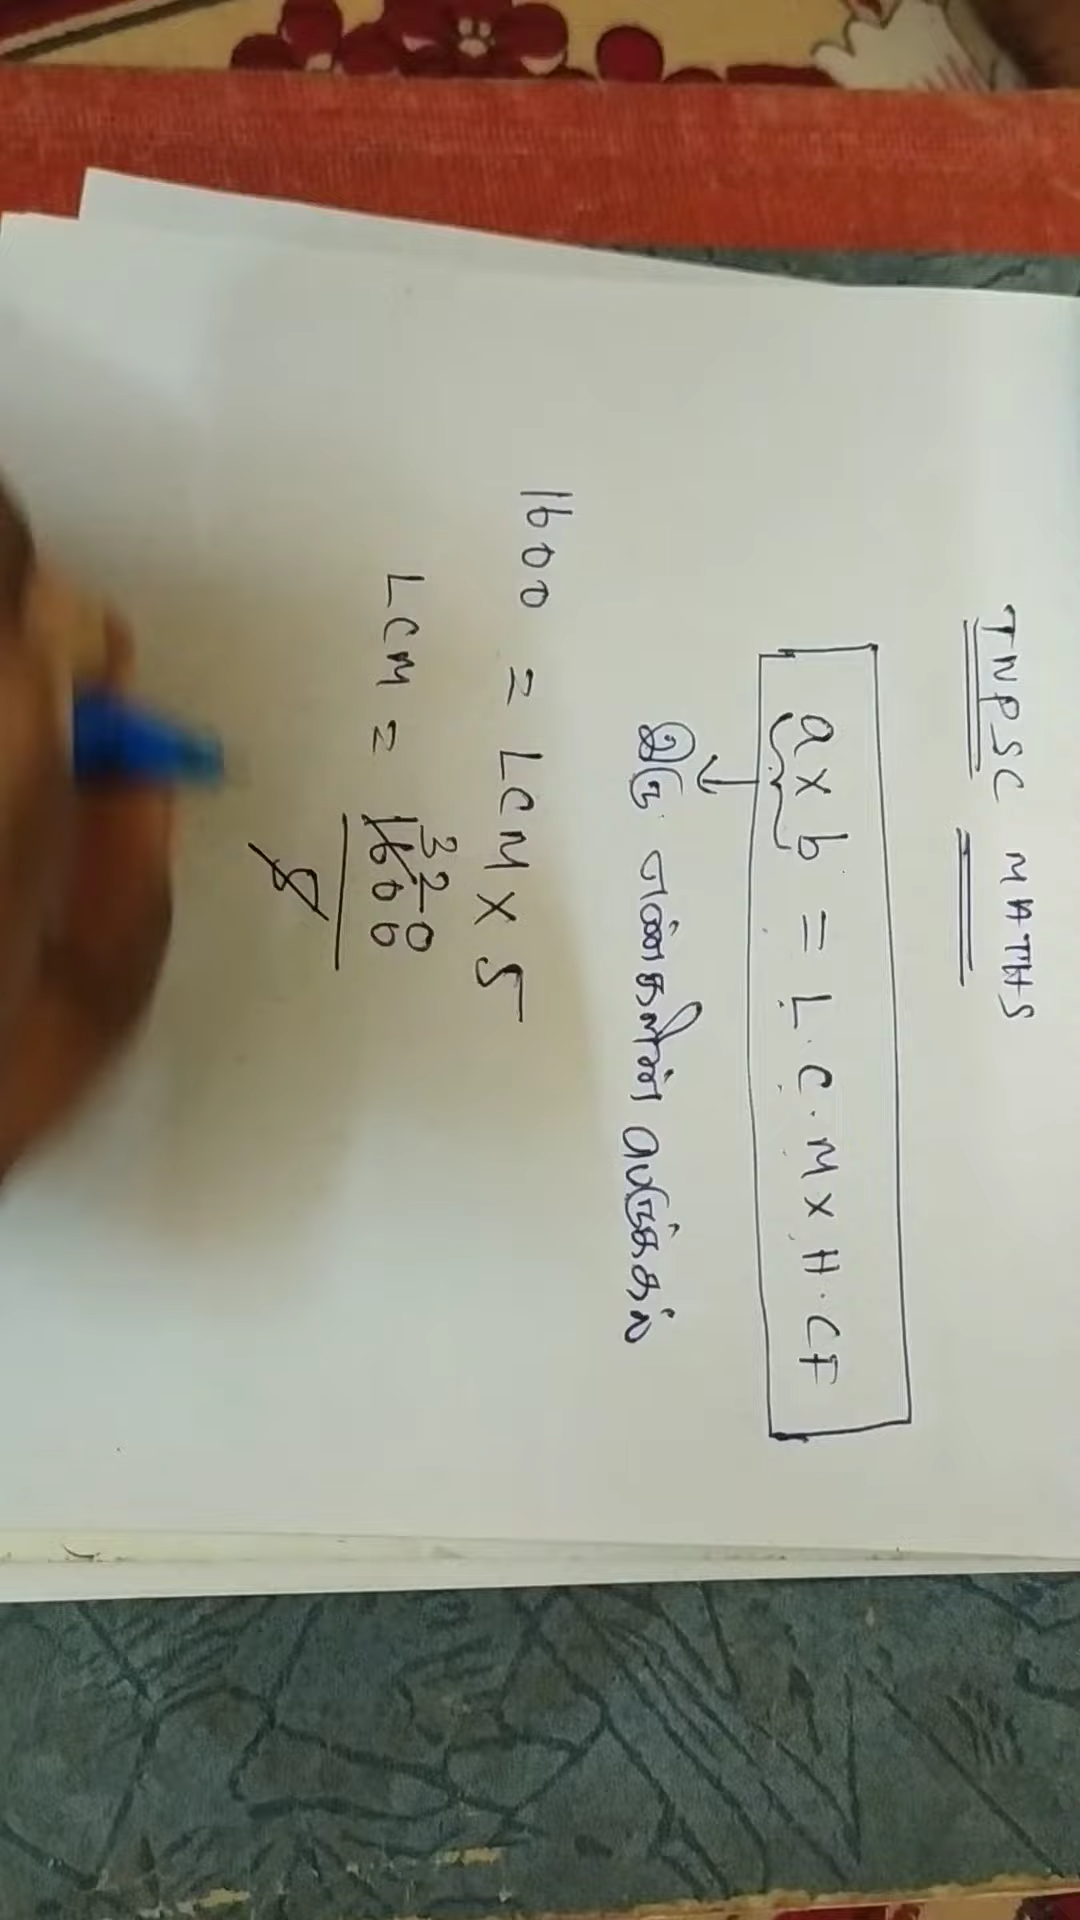 TNPSC MATHS
a x b = L.C.M x H.CF
இரு எண்களின் பெருக்கல்
1600 = LCM x 5
LCM = 1600
320
5